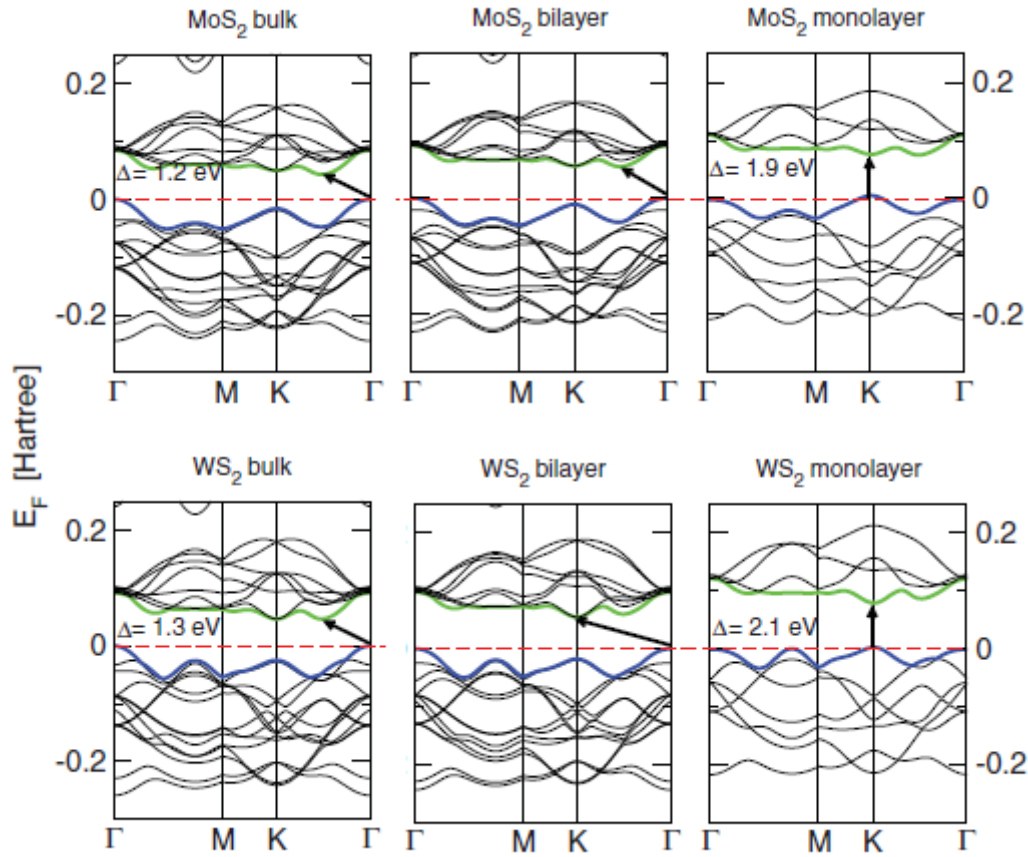 MoS₂ bulk
MoS₂ bilayer
MoS₂ monolayer
0.2
0
-0.2
Δ= 1.2 eV
Δ= 1.9 eV
0.2
0
-0.2
Γ M K Γ
Γ M K Γ
Γ M K Γ
E_F [Hartree]
WS₂ bulk
WS₂ bilayer
WS₂ monolayer
0.2
0
-0.2
Δ= 1.3 eV
Δ= 2.1 eV
0.2
0
-0.2
Γ M K Γ
Γ M K Γ
Γ M K Γ